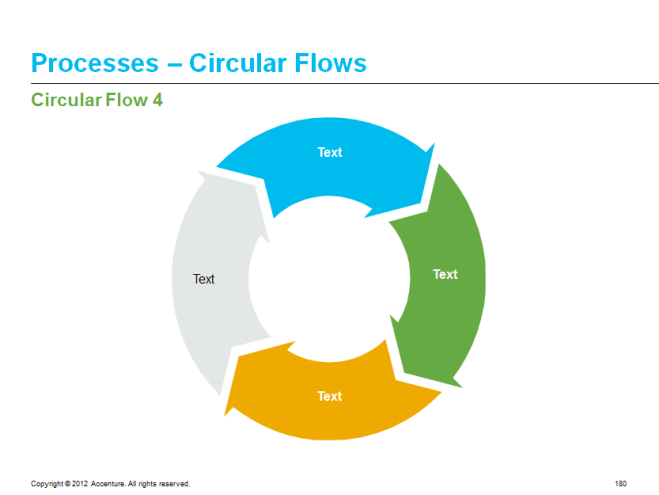 Processes – Circular Flows
Circular Flow 4
Text
Text
Text
Text
Copyright © 2012 Accenture. All rights reserved.
180